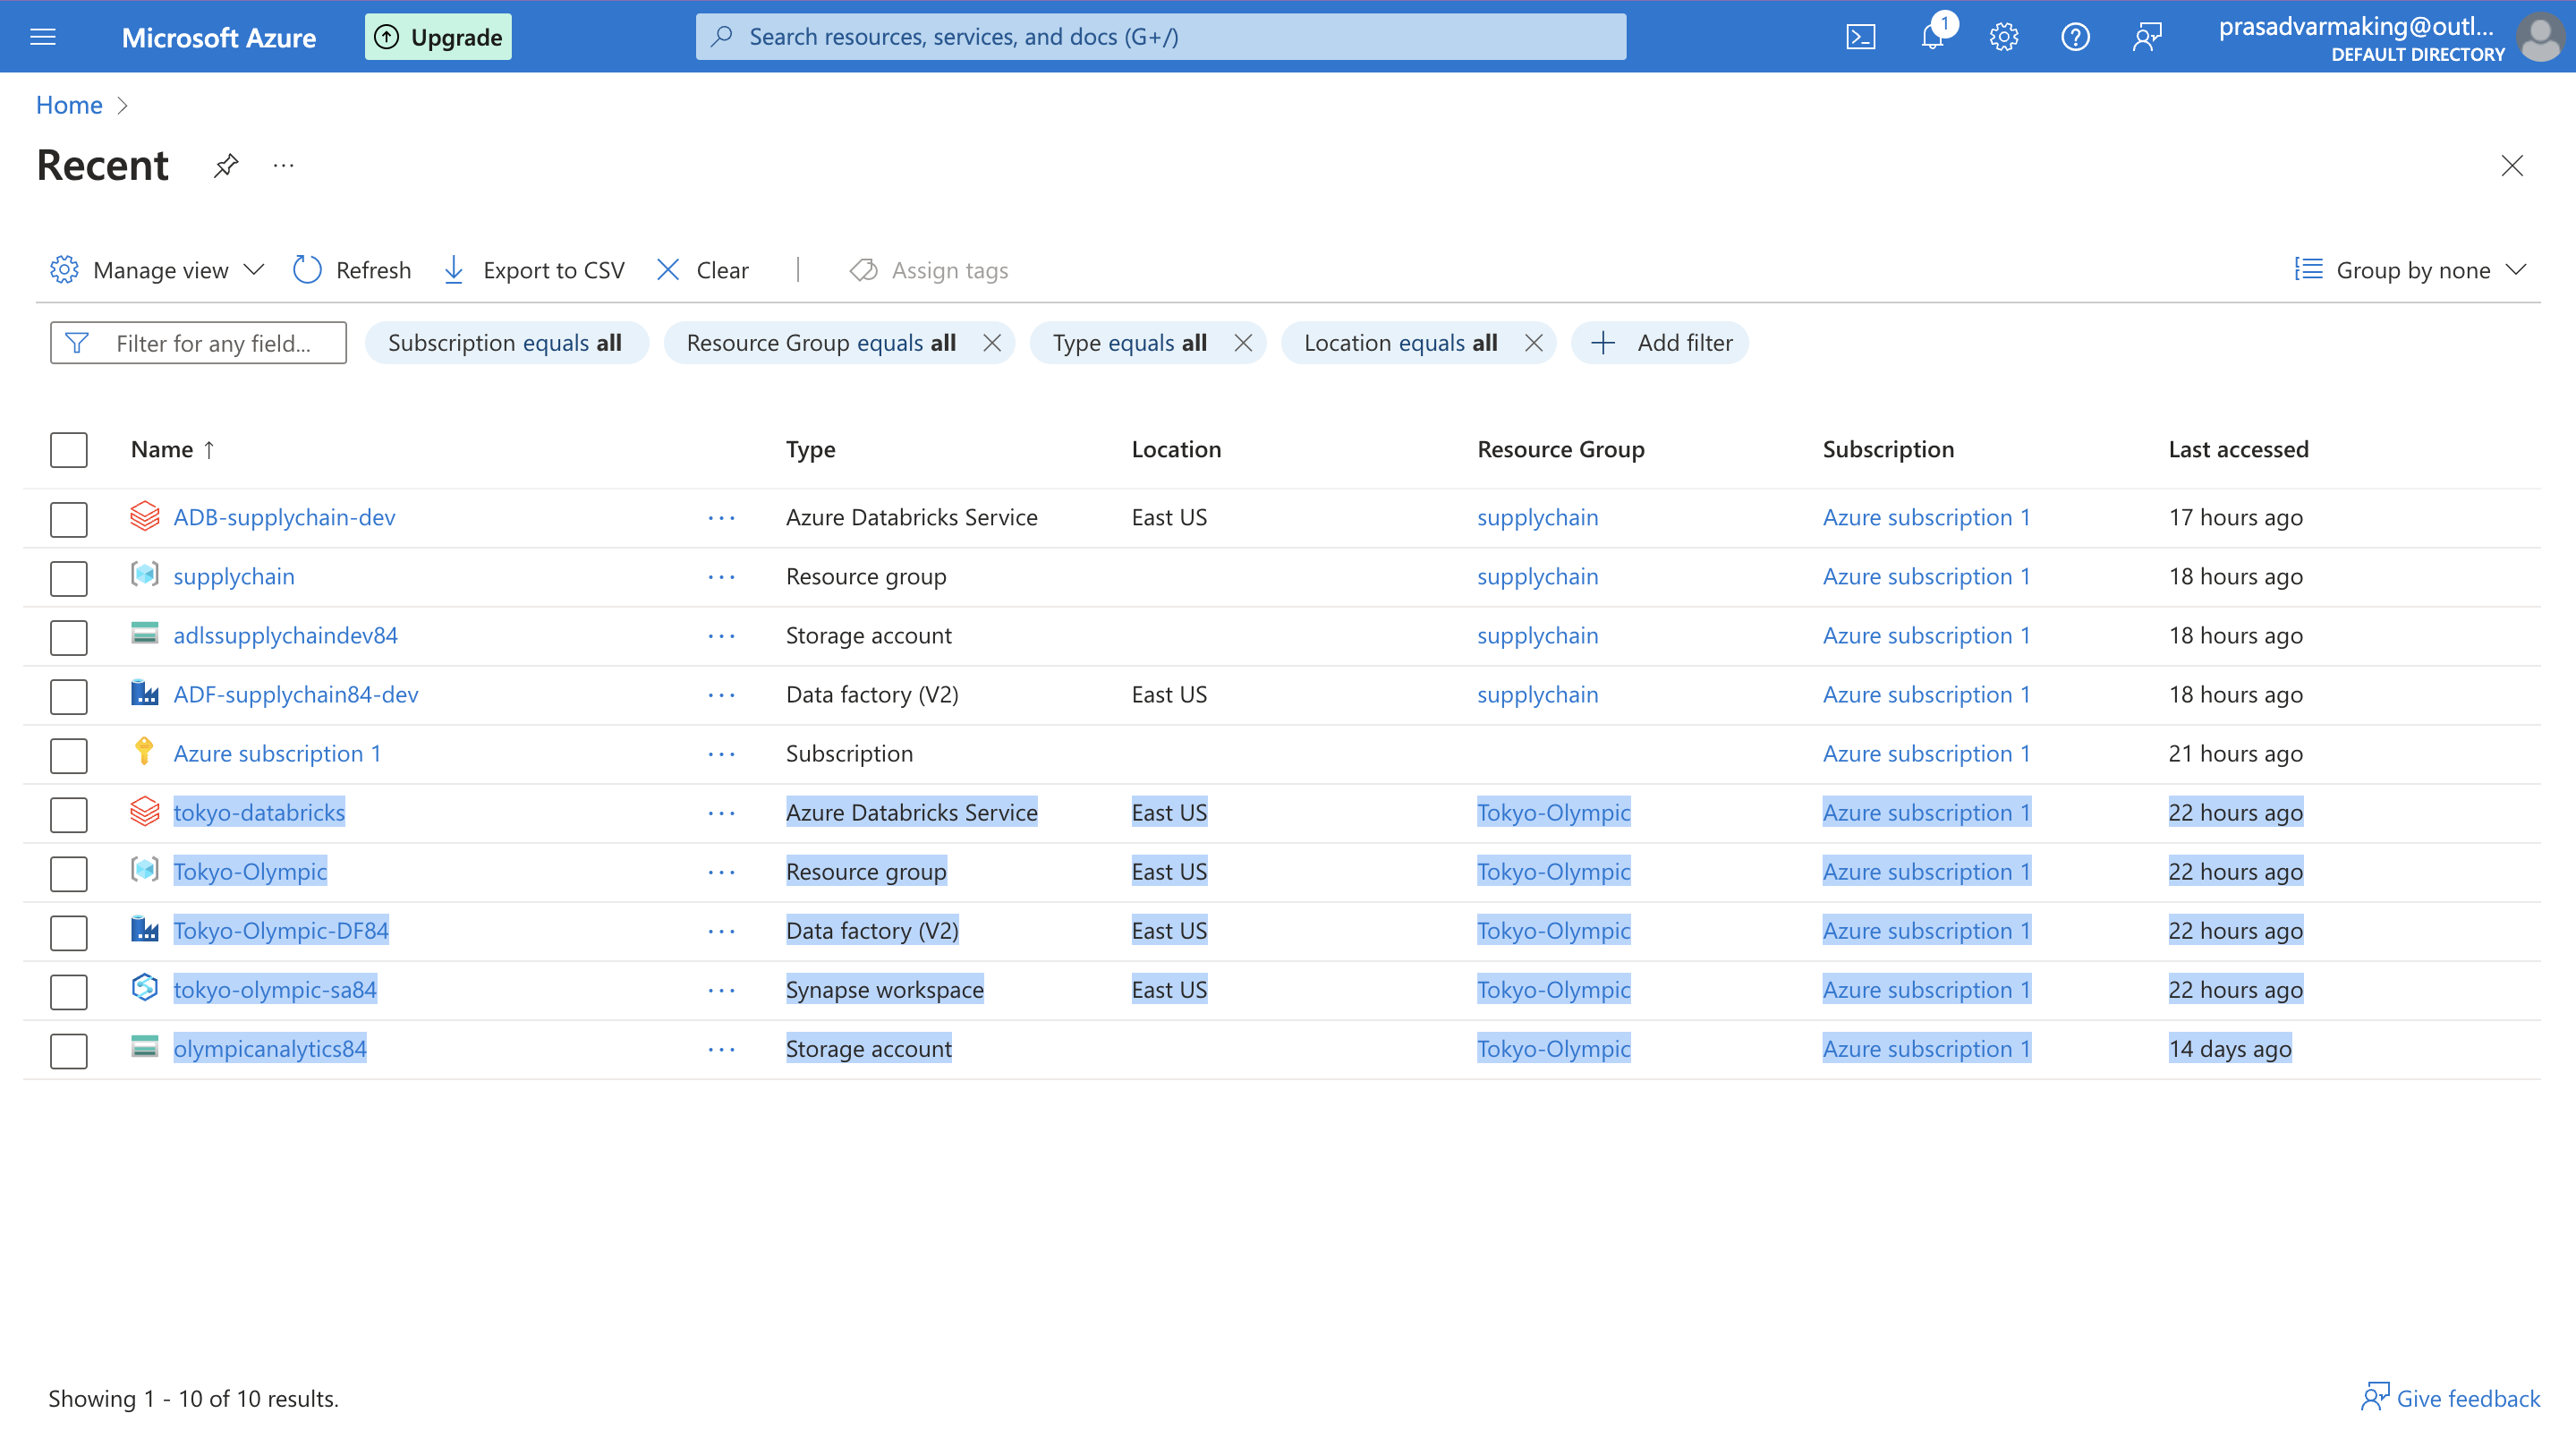 Microsoft Azure
Upgrade
Search resources, services, and docs (G+/)
1
prasadvarmaking@outl...
DEFAULT DIRECTORY
Home
Recent
...
Manage view
Refresh
Export to CSV
Clear
Assign tags
Group by none
Filter for any field...
Subscription equals all
Resource Group equals all
Type equals all
Location equals all
Add filter
Name ↑ Type Location Resource Group Subscription Last accessed
ADB-supplychain-dev ... Azure Databricks Service East US supplychain Azure subscription 1 17 hours ago
supplychain ... Resource group supplychain Azure subscription 1 18 hours ago
adlssupplychaindev84 ... Storage account supplychain Azure subscription 1 18 hours ago
ADF-supplychain84-dev ... Data factory (V2) East US supplychain Azure subscription 1 18 hours ago
Azure subscription 1 ... Subscription Azure subscription 1 21 hours ago
tokyo-databricks ... Azure Databricks Service East US Tokyo-Olympic Azure subscription 1 22 hours ago
Tokyo-Olympic ... Resource group East US Tokyo-Olympic Azure subscription 1 22 hours ago
Tokyo-Olympic-DF84 ... Data factory (V2) East US Tokyo-Olympic Azure subscription 1 22 hours ago
tokyo-olympic-sa84 ... Synapse workspace East US Tokyo-Olympic Azure subscription 1 22 hours ago
olympicanalytics84 ... Storage account Tokyo-Olympic Azure subscription 1 14 days ago
Showing 1 - 10 of 10 results.
Give feedback